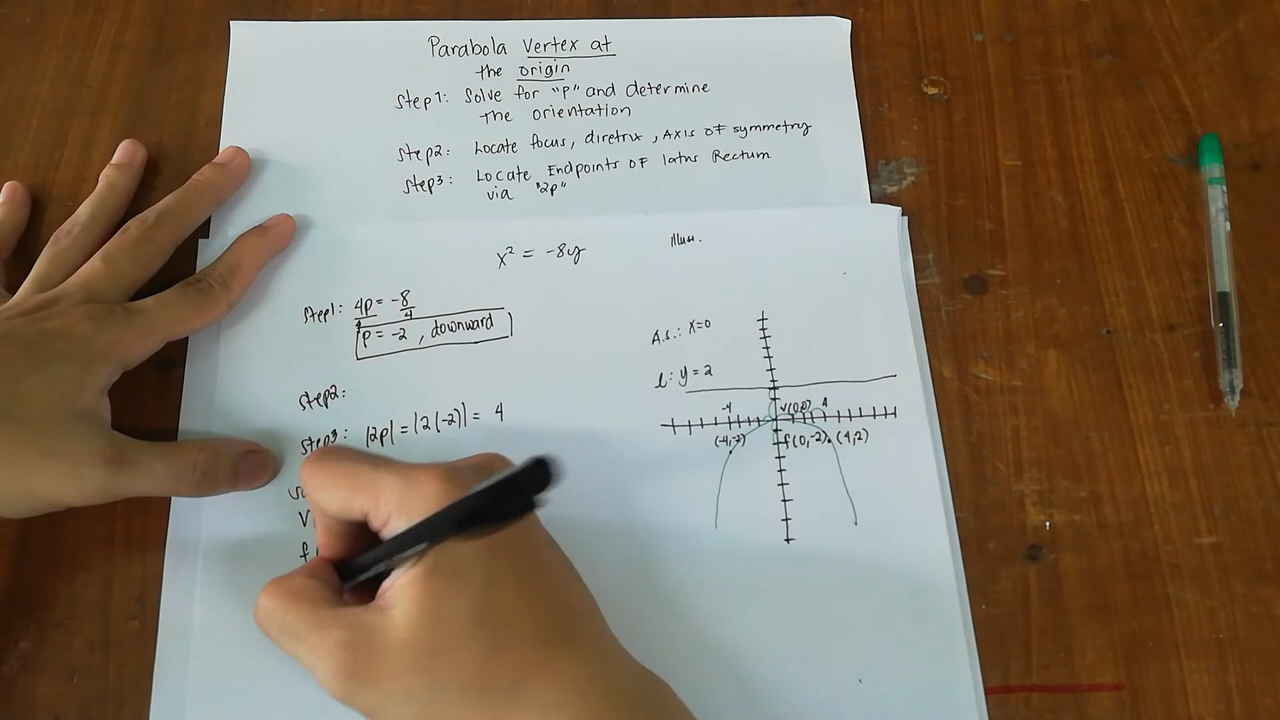 Parabola Vertex at
the origin
Step1: Solve for "P" and determine
the orientation
Step2: Locate focus, diretrix, Axis of symmetry
Step3: Locate Endpoints of latus Rectum
via "2p"
x² = -8y
Illus.
Step1: 4P = -8
4 4
P = -2, downward
A.S.: x=0
l: y = 2
Step2:
Step3: |2p| = |2(-2)| = 4
-4 V(0,0) 4
(-4,-2) f(0,-2) (4,2)
V
f